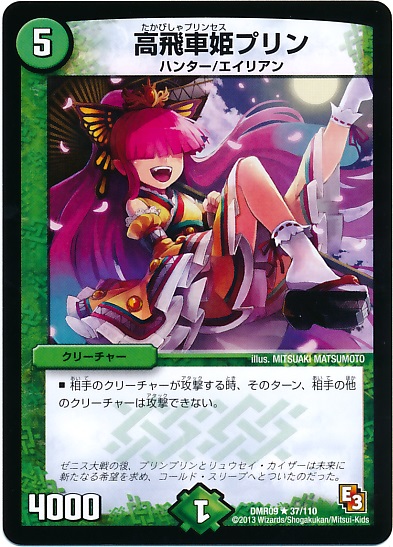 5
たかびしゃプリンセス
高飛車姫プリン
ハンター/エイリアン
クリーチャー
illus. MITSUAKI MATSUMOTO
■ 相手のクリーチャーが攻撃する時、そのターン、相手の他
のクリーチャーは攻撃できない。
ゼニス大戦の後、プリンプリンとリュウセイ・カイザーは未来に
新たなる希望を求め、コールド・スリープへとついたのだった。
4000
1
DMR09 ★ 37/110
©2013 Wizards/Shogakukan/Mitsui-Kids
E3